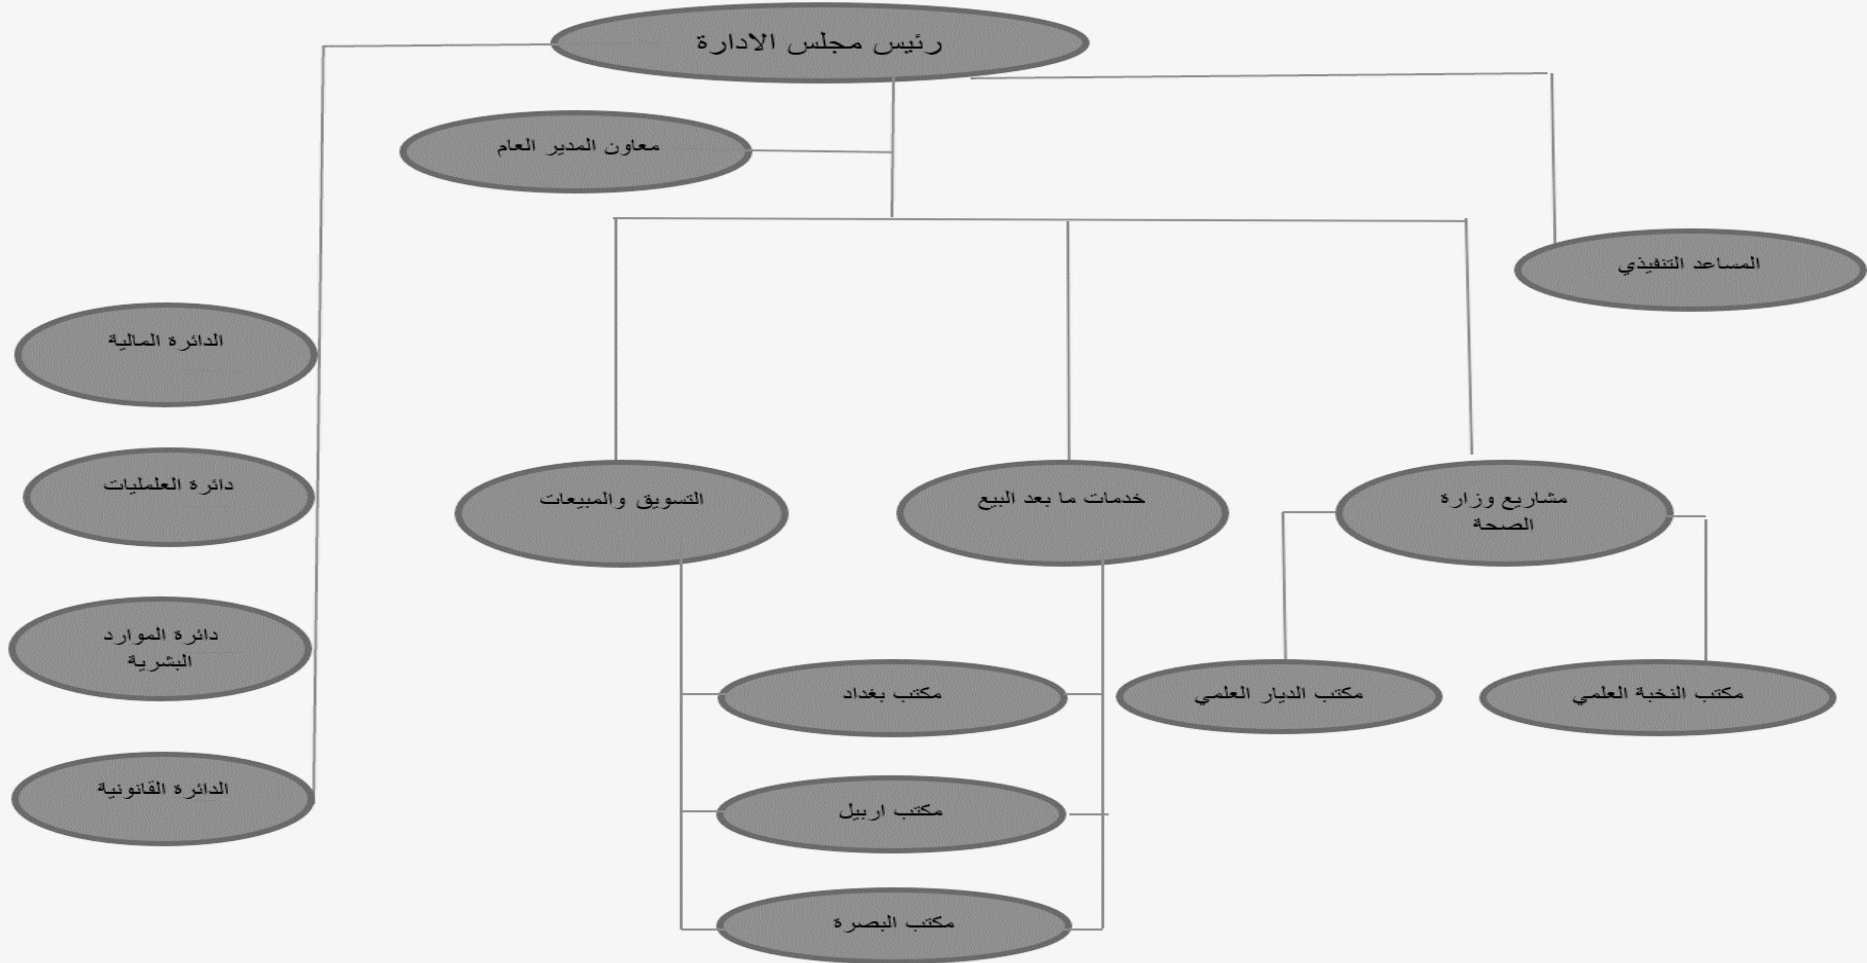 رئيس مجلس الادارة
معاون المدير العام
المساعد التنفيذي
الدائرة المالية
دائرة العلمليات
دائرة الموارد
البشرية
الدائرة القانونية
مشاريع وزارة
الصحة
خدمات ما بعد البيع
التسويق والمبيعات
مكتب النخبة العلمي
مكتب الديار العلمي
مكتب بغداد
مكتب اربيل
مكتب البصرة